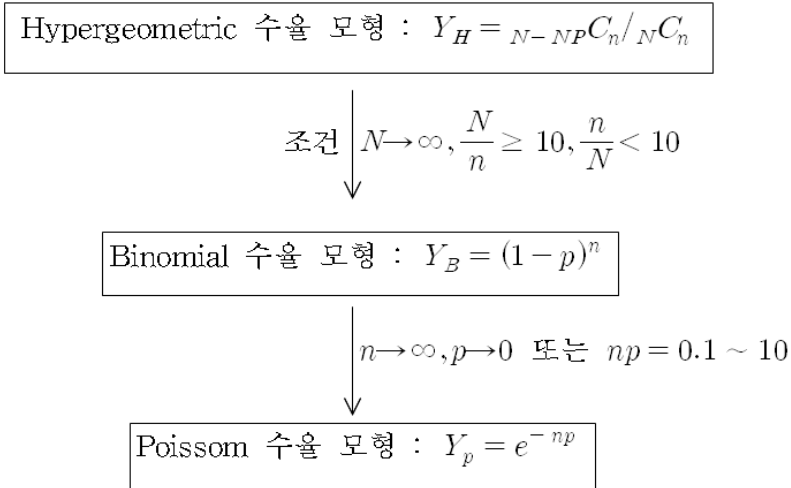 Hypergeometric 수율 모형 : Y_H = _{N-NP}C_n/_NC_n
조건 N→∞, N/n ≥ 10, n/N < 10
Binomial 수율 모형 : Y_B = (1-p)^n
n→∞, p→0 또는 np = 0.1 ~ 10
Poissom 수율 모형 : Y_p = e^{-np}